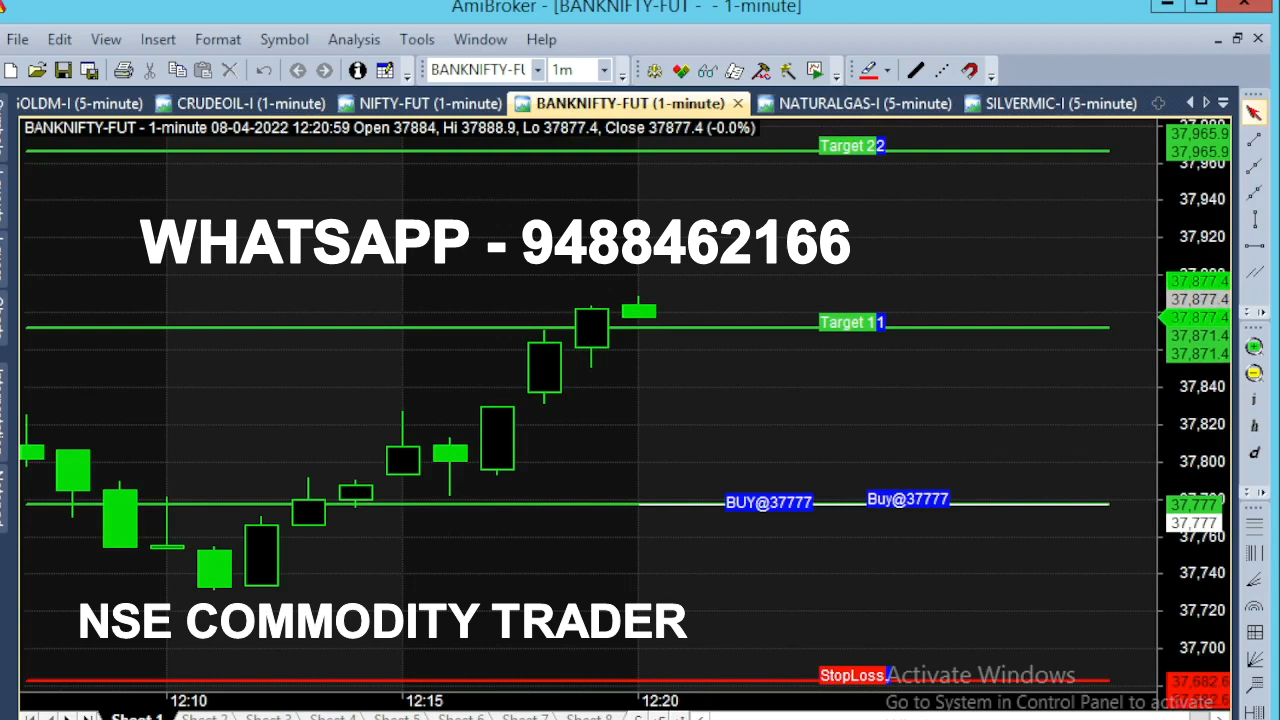 AmiBroker - [BANKNIFTY-FUT - - 1-minute]
File Edit View Insert Format Symbol Analysis Tools Window Help
BANKNIFTY-FU 1m
OLDM-I (5-minute) CRUDEOIL-I (1-minute) NIFTY-FUT (1-minute) BANKNIFTY-FUT (1-minute) NATURALGAS-I (5-minute) SILVERMIC-I (5-minute)
BANKNIFTY-FUT - 1-minute 08-04-2022 12:20:59 Open 37884, Hi 37888.9, Lo 37877.4, Close 37877.4 (-0.0%)
37,965.9
Target 22
37,965.9
37,960
37,940
WHATSAPP - 9488462166
37,920
37,877.4
37,877.4
37,877.4
Target 11
37,871.4
37,871.4
37,840
37,820
37,800
BUY@37777 Buy@37777
37,777
37,777
37,760
37,740
NSE COMMODITY TRADER
37,720
37,700
StopLoss
Activate Windows
37,682.6
Go to System in Control Panel to activate
12:10 12:15 12:20
Sheet 1 Sheet 2 Sheet 3 Sheet 4 Sheet 5 Sheet 6 Sheet 7 Sheet 8